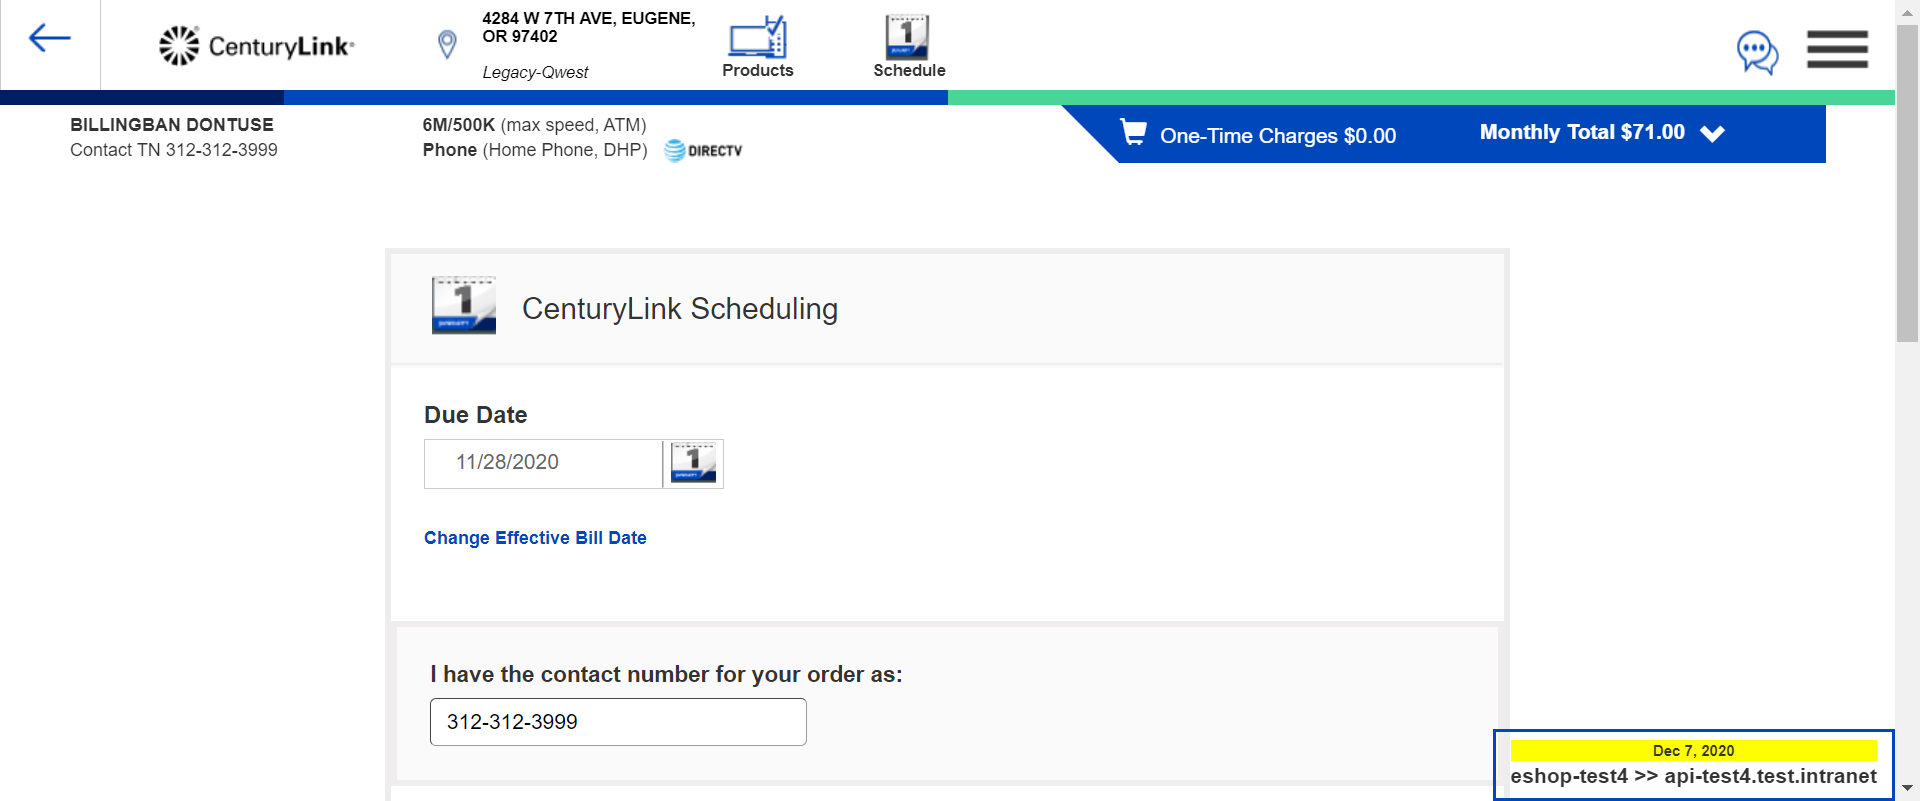 CenturyLink
4284 W 7TH AVE, EUGENE,
OR 97402
Legacy-Qwest
Products
1
Schedule
BILLINGBAN DONTUSE
Contact TN 312-312-3999
6M/500K (max speed, ATM)
Phone (Home Phone, DHP)
DIRECTV
One-Time Charges $0.00
Monthly Total $71.00
1
CenturyLink Scheduling
Due Date
11/28/2020
1
Change Effective Bill Date
I have the contact number for your order as:
312-312-3999
Dec 7, 2020
eshop-test4 >> api-test4.test.intranet